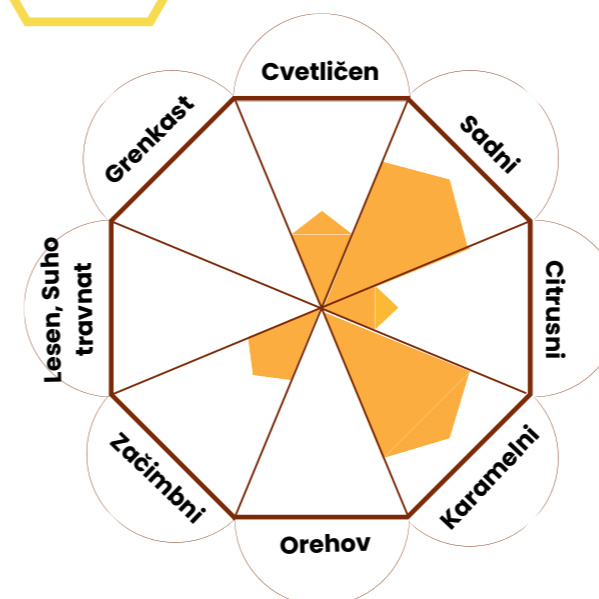 Cvetličen
Sadni
Citrusni
Karamelni
Orehov
Začimbni
Lesen, Suho
travnat
Grenkast